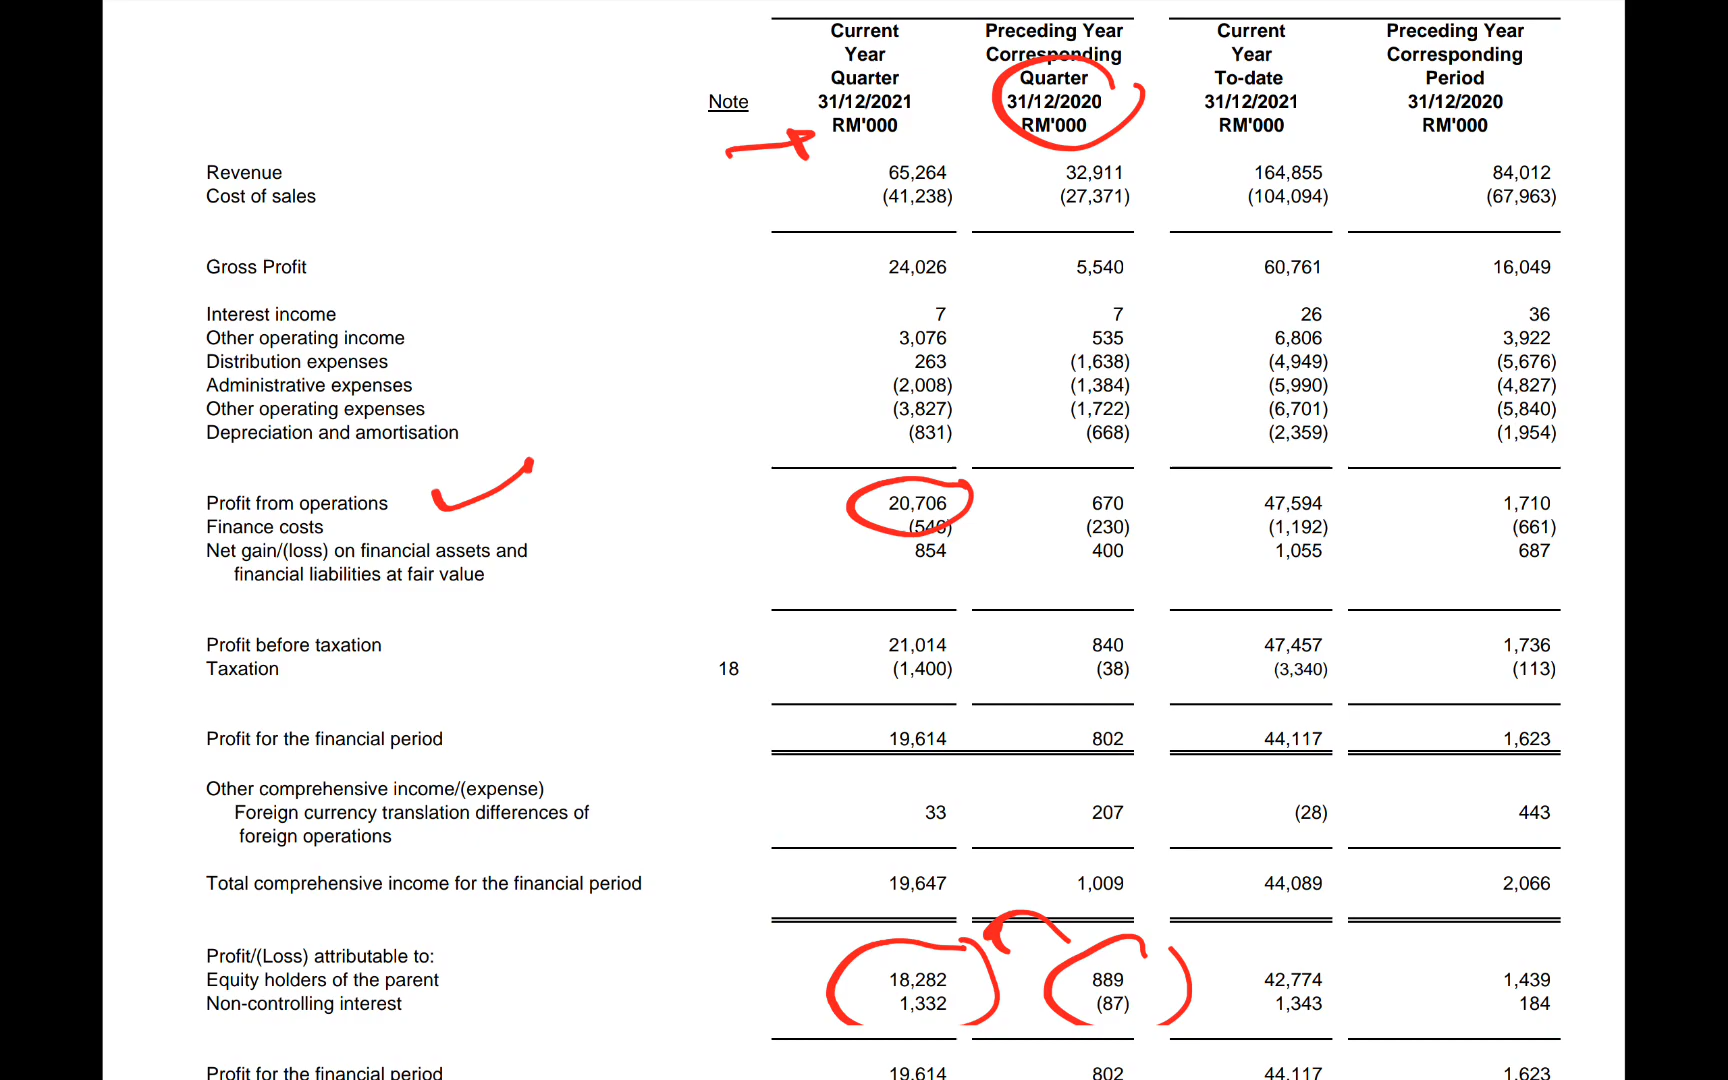 Current Preceding Year Current Preceding Year
Year Corresponding Year Corresponding
Quarter Quarter To-date Period
Note 31/12/2021 31/12/2020 31/12/2021 31/12/2020
RM'000 RM'000 RM'000 RM'000
Revenue 65,264 32,911 164,855 84,012
Cost of sales (41,238) (27,371) (104,094) (67,963)
Gross Profit 24,026 5,540 60,761 16,049
Interest income 7 7 26 36
Other operating income 3,076 535 6,806 3,922
Distribution expenses 263 (1,638) (4,949) (5,676)
Administrative expenses (2,008) (1,384) (5,990) (4,827)
Other operating expenses (3,827) (1,722) (6,701) (5,840)
Depreciation and amortisation (831) (668) (2,359) (1,954)
Profit from operations 20,706 670 47,594 1,710
Finance costs (546) (230) (1,192) (661)
Net gain/(loss) on financial assets and 854 400 1,055 687
financial liabilities at fair value
Profit before taxation 21,014 840 47,457 1,736
Taxation 18 (1,400) (38) (3,340) (113)
Profit for the financial period 19,614 802 44,117 1,623
Other comprehensive income/(expense)
Foreign currency translation differences of 33 207 (28) 443
foreign operations
Total comprehensive income for the financial period 19,647 1,009 44,089 2,066
Profit/(Loss) attributable to:
Equity holders of the parent 18,282 889 42,774 1,439
Non-controlling interest 1,332 (87) 1,343 184
Profit for the financial period 19,614 802 44,117 1,623